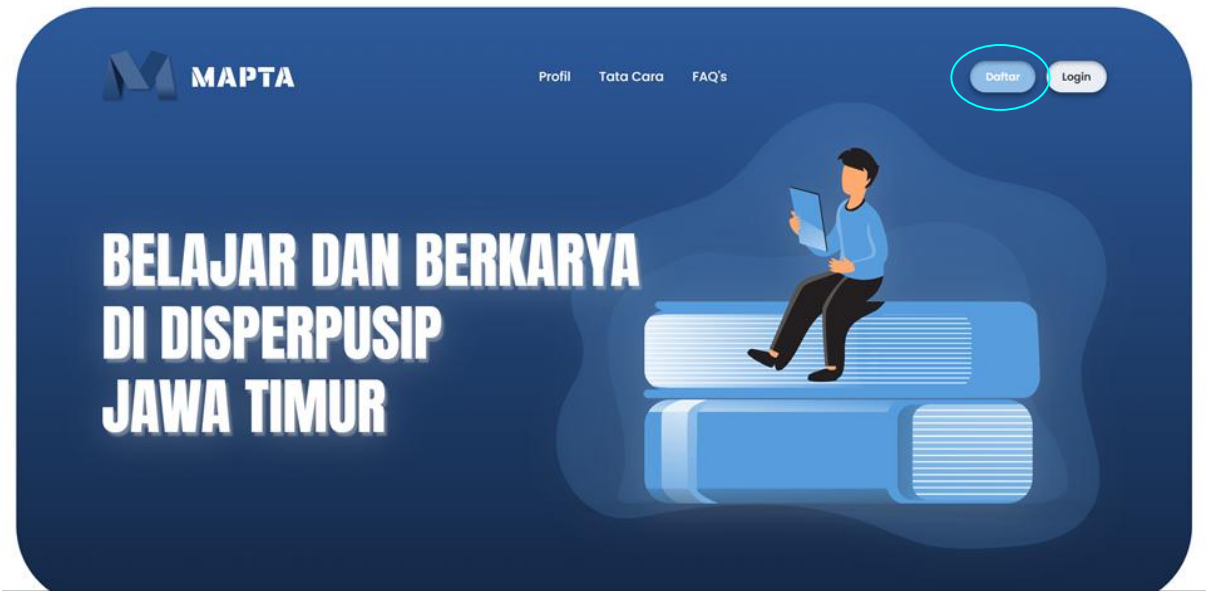 MAPTA
Profil Tata Cara FAQ's
Daftar Login
BELAJAR DAN BERKARYA
DI DISPERPUSIP
JAWA TIMUR